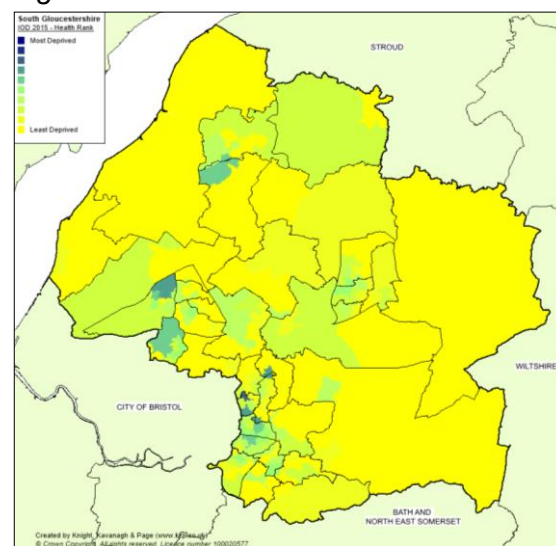 South Gloucestershire
IOD 2015 - Health Rank
Most Deprived
Least Deprived
STROUD
WILTSHIRE
CITY OF BRISTOL
BATH AND
NORTH EAST SOMERSET
Created by Knight, Kavanagh & Page (www.kkp.co.uk)
© Crown Copyright. All rights reserved. Licence number 100020577